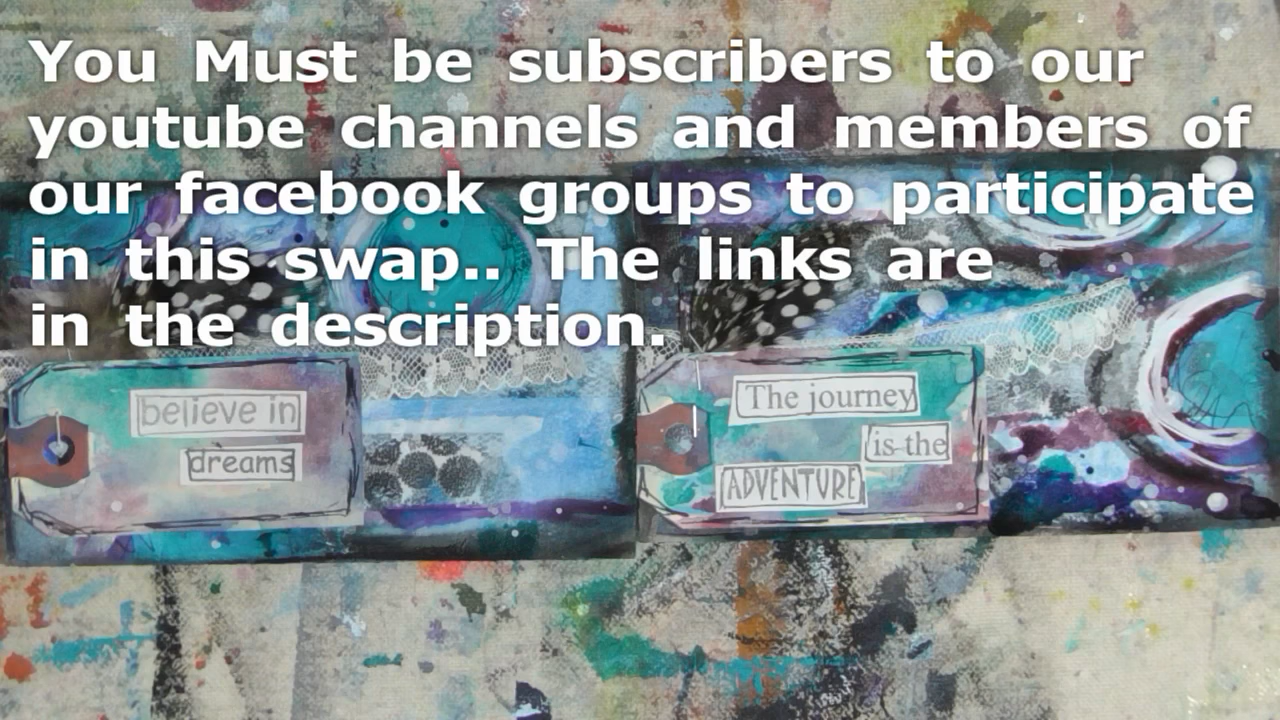 You Must be subscribers to our
youtube channels and members of
our facebook groups to participate
in this swap.. The links are
in the description.
believe in
dreams
The journey
is the
ADVENTURE